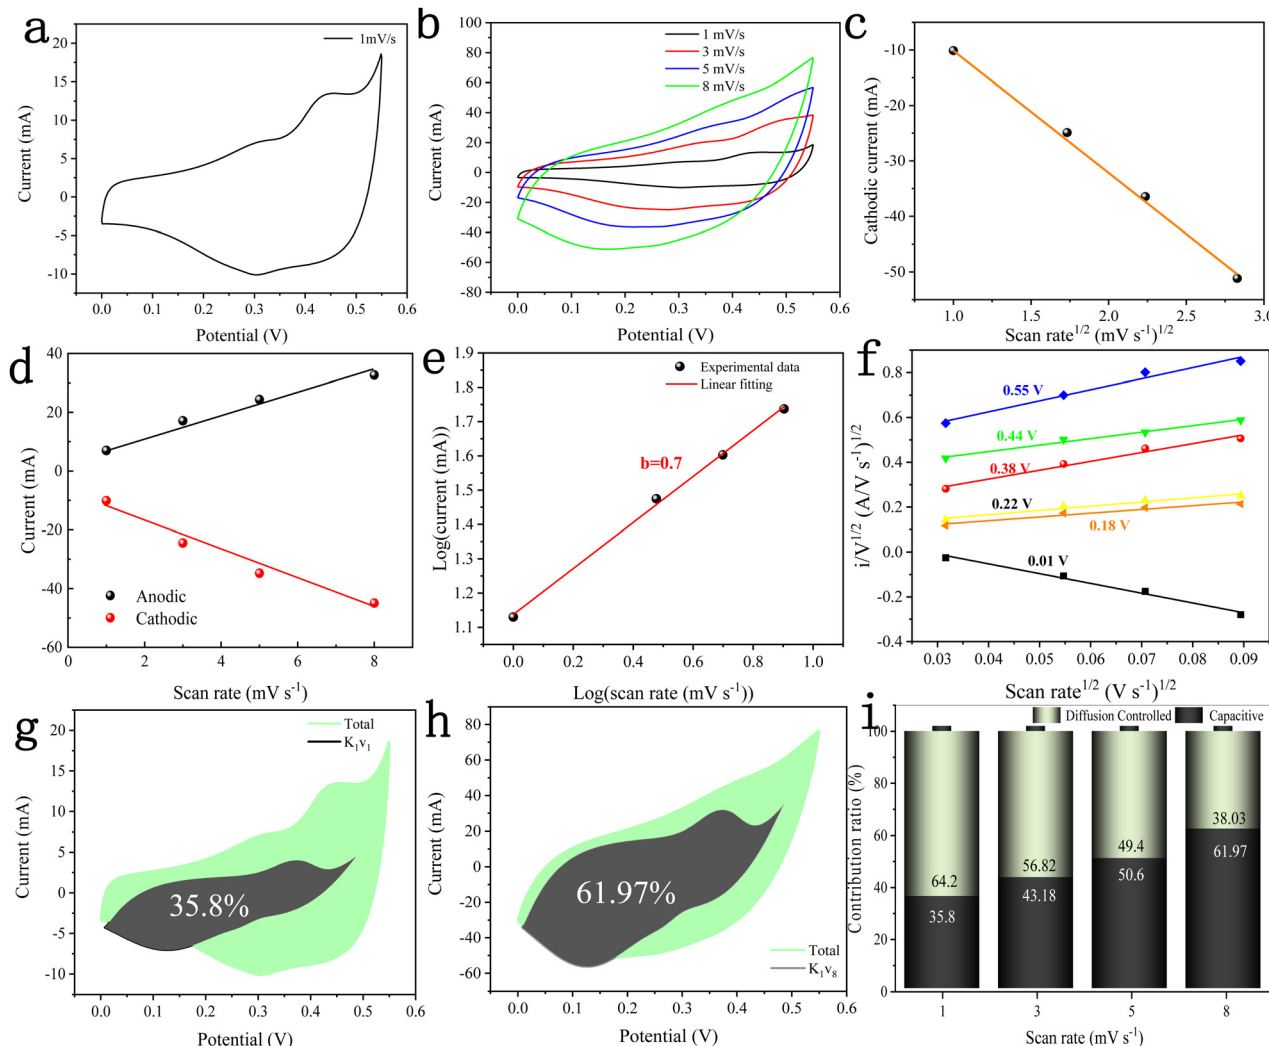 a
1mV/s
20
15
10
5
0
-5
-10
Current (mA)
0.0 0.1 0.2 0.3 0.4 0.5 0.6
Potential (V)
b
1 mV/s
3 mV/s
5 mV/s
8 mV/s
100
80
60
40
20
0
-20
-40
-60
-80
Current (mA)
0.0 0.1 0.2 0.3 0.4 0.5 0.6
Potential (V)
c
-10
-20
-30
-40
-50
Cathodic current (mA)
1.0 1.5 2.0 2.5 3.0
Scan rate^1/2 (mV s^-1)^1/2
d
40
20
0
-20
-40
-60
Current (mA)
Anodic
Cathodic
0 2 4 6 8
Scan rate (mV s^-1)
e
Experimental data
Linear fitting
b=0.7
1.9
1.8
1.7
1.6
1.5
1.4
1.3
1.2
1.1
Log(current (mA))
0.0 0.2 0.4 0.6 0.8 1.0
Log(scan rate (mV s^-1))
f
0.8
0.6
0.4
0.2
0.0
-0.2
-0.4
i/V^1/2 (A/V s^-1)^1/2
0.55 V
0.44 V
0.38 V
0.22 V
0.18 V
0.01 V
0.03 0.04 0.05 0.06 0.07 0.08 0.09
Scan rate^1/2 (V s^-1)^1/2
g
Total
K₁v₁
20
15
10
5
0
-5
-10
Current (mA)
35.8%
0.0 0.1 0.2 0.3 0.4 0.5 0.6
Potential (V)
h
80
60
40
20
0
-20
-40
-60
Current (mA)
61.97%
Total
K₁v₈
0.0 0.1 0.2 0.3 0.4 0.5 0.6
Potential (V)
i
Diffusion Controlled Capacitive
100
80
60
40
20
0
Contribution ratio (%)
64.2
35.8
56.82
43.18
49.4
50.6
38.03
61.97
1 3 5 8
Scan rate (mV s^-1)